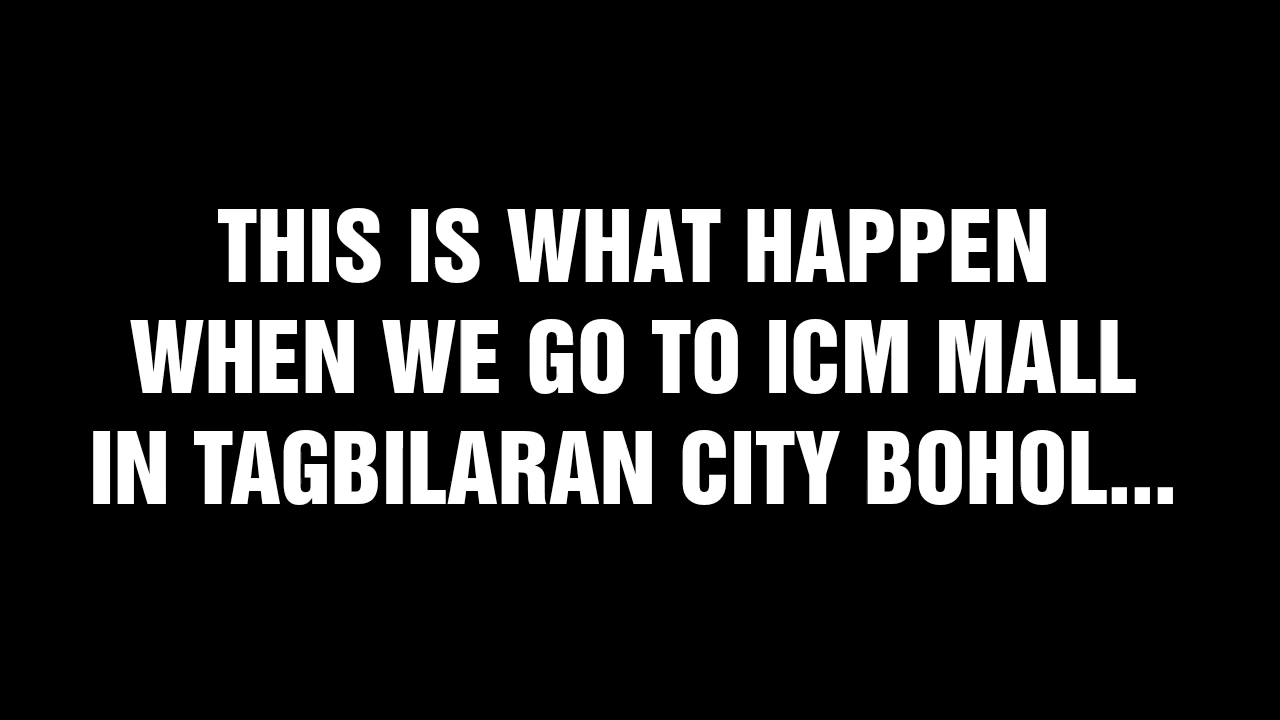 THIS IS WHAT HAPPEN
WHEN WE GO TO ICM MALL
IN TAGBILARAN CITY BOHOL...